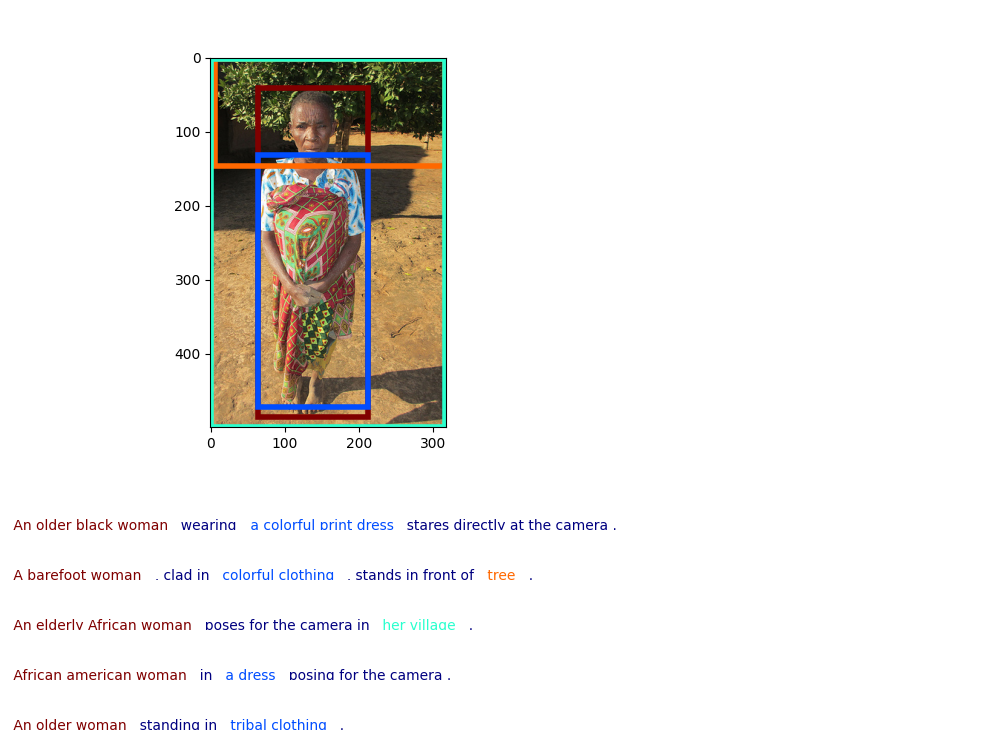 0
100
200
300
400
0 100 200 300
An older black woman wearing a colorful print dress stares directly at the camera .
A barefoot woman , clad in colorful clothing , stands in front of tree .
An elderly African woman poses for the camera in her village .
African american woman in a dress posing for the camera .
An older woman standing in tribal clothing .